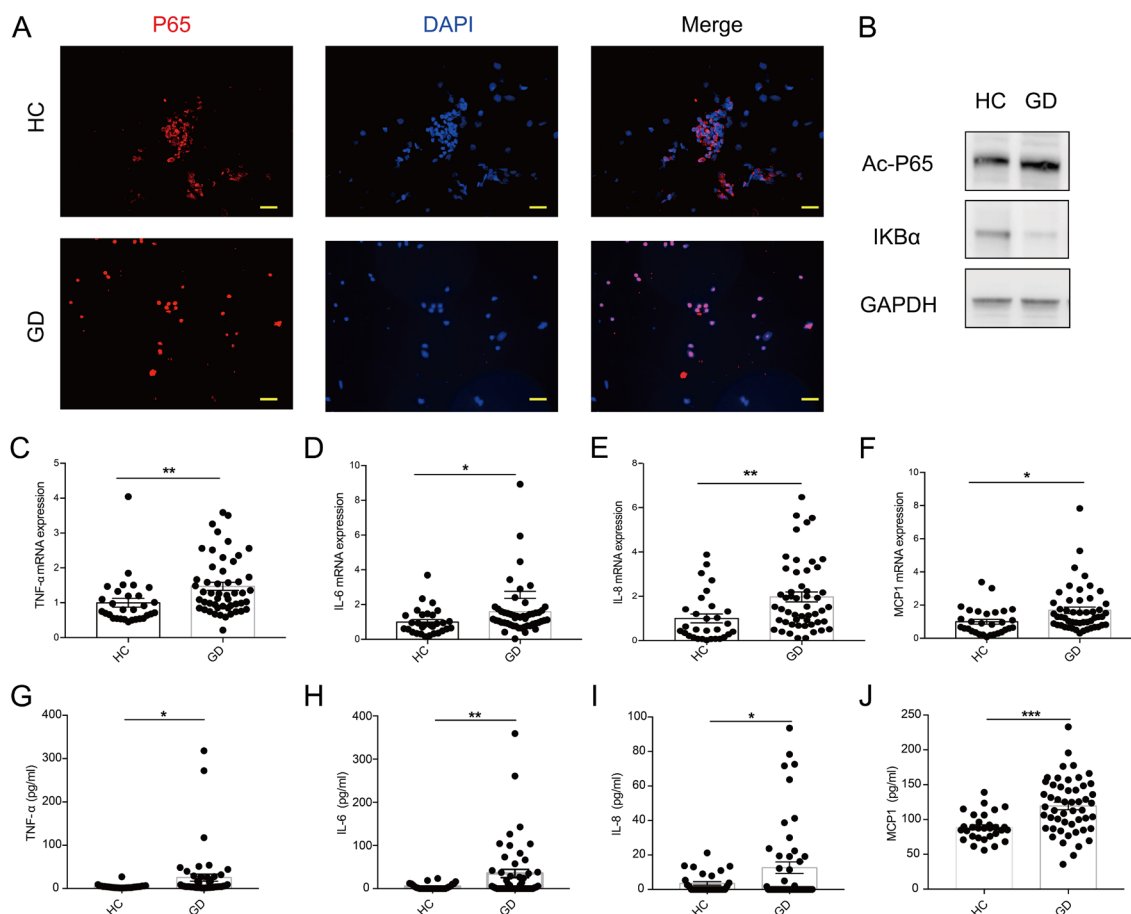 A P65 DAPI Merge B
HC
GD
HC GD
Ac-P65
IKBα
GAPDH
C D E F
TNF-α mRNA expression
5
4
3
2
1
0
**
HC GD
IL-6 mRNA expression
10
8
6
4
2
0
*
HC GD
IL-8 mRNA expression
8
6
4
2
0
**
HC GD
MCP1 mRNA expression
10
8
6
4
2
0
*
HC GD
G H I J
TNF-α (pg/ml)
400
300
200
100
0
*
HC GD
IL-6 (pg/ml)
400
300
200
100
0
**
HC GD
IL-8 (pg/ml)
100
80
60
40
20
0
*
HC GD
MCP1 (pg/ml)
250
200
150
100
50
0
***
HC GD